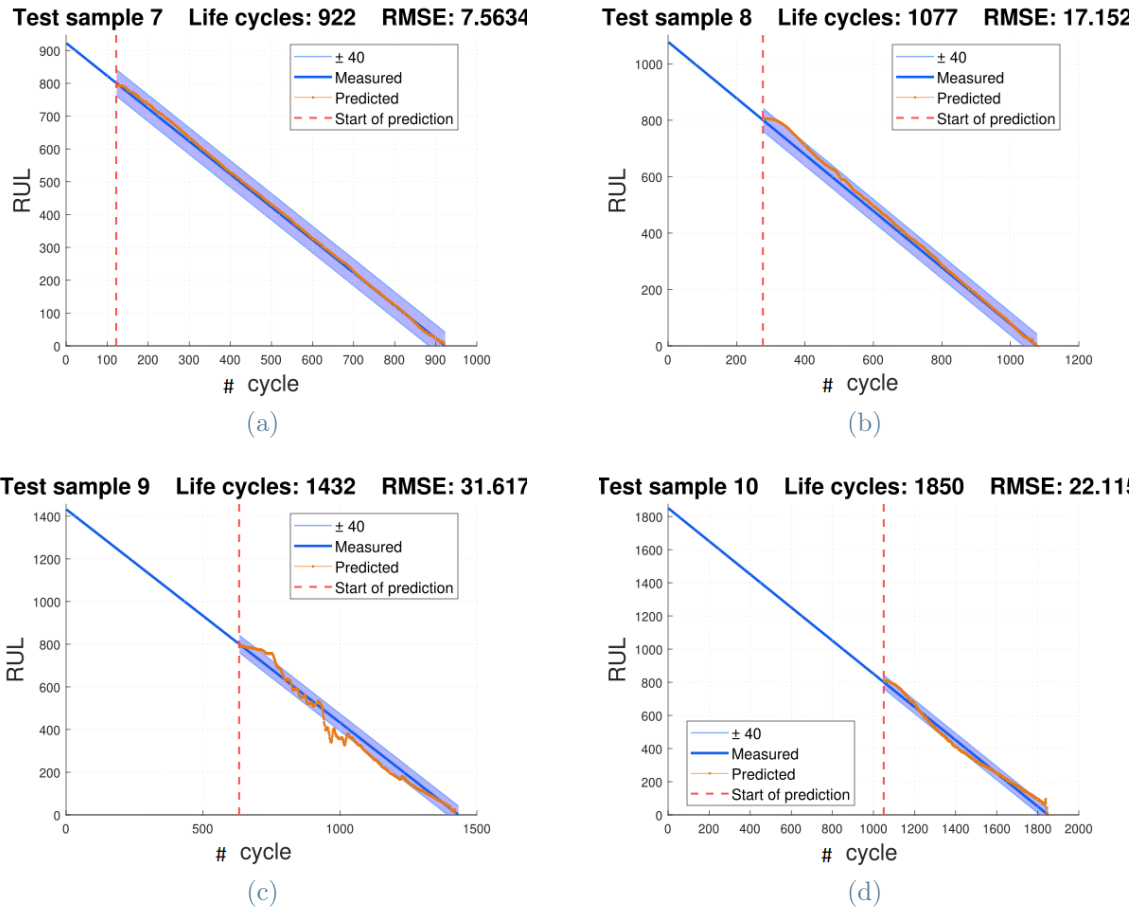 Test sample 7 Life cycles: 922 RMSE: 7.5634
900
800
700
600
500
400
300
200
100
0
RUL
± 40
Measured
Predicted
Start of prediction
0 100 200 300 400 500 600 700 800 900 1000
# cycle
(a)
Test sample 8 Life cycles: 1077 RMSE: 17.152
1000
800
600
400
200
0
RUL
± 40
Measured
Predicted
Start of prediction
0 200 400 600 800 1000 1200
# cycle
(b)
Test sample 9 Life cycles: 1432 RMSE: 31.617
1400
1200
1000
800
600
400
200
0
RUL
± 40
Measured
Predicted
Start of prediction
0 500 1000 1500
# cycle
(c)
Test sample 10 Life cycles: 1850 RMSE: 22.115
1800
1600
1400
1200
1000
800
600
400
200
0
RUL
± 40
Measured
Predicted
Start of prediction
0 200 400 600 800 1000 1200 1400 1600 1800 2000
# cycle
(d)